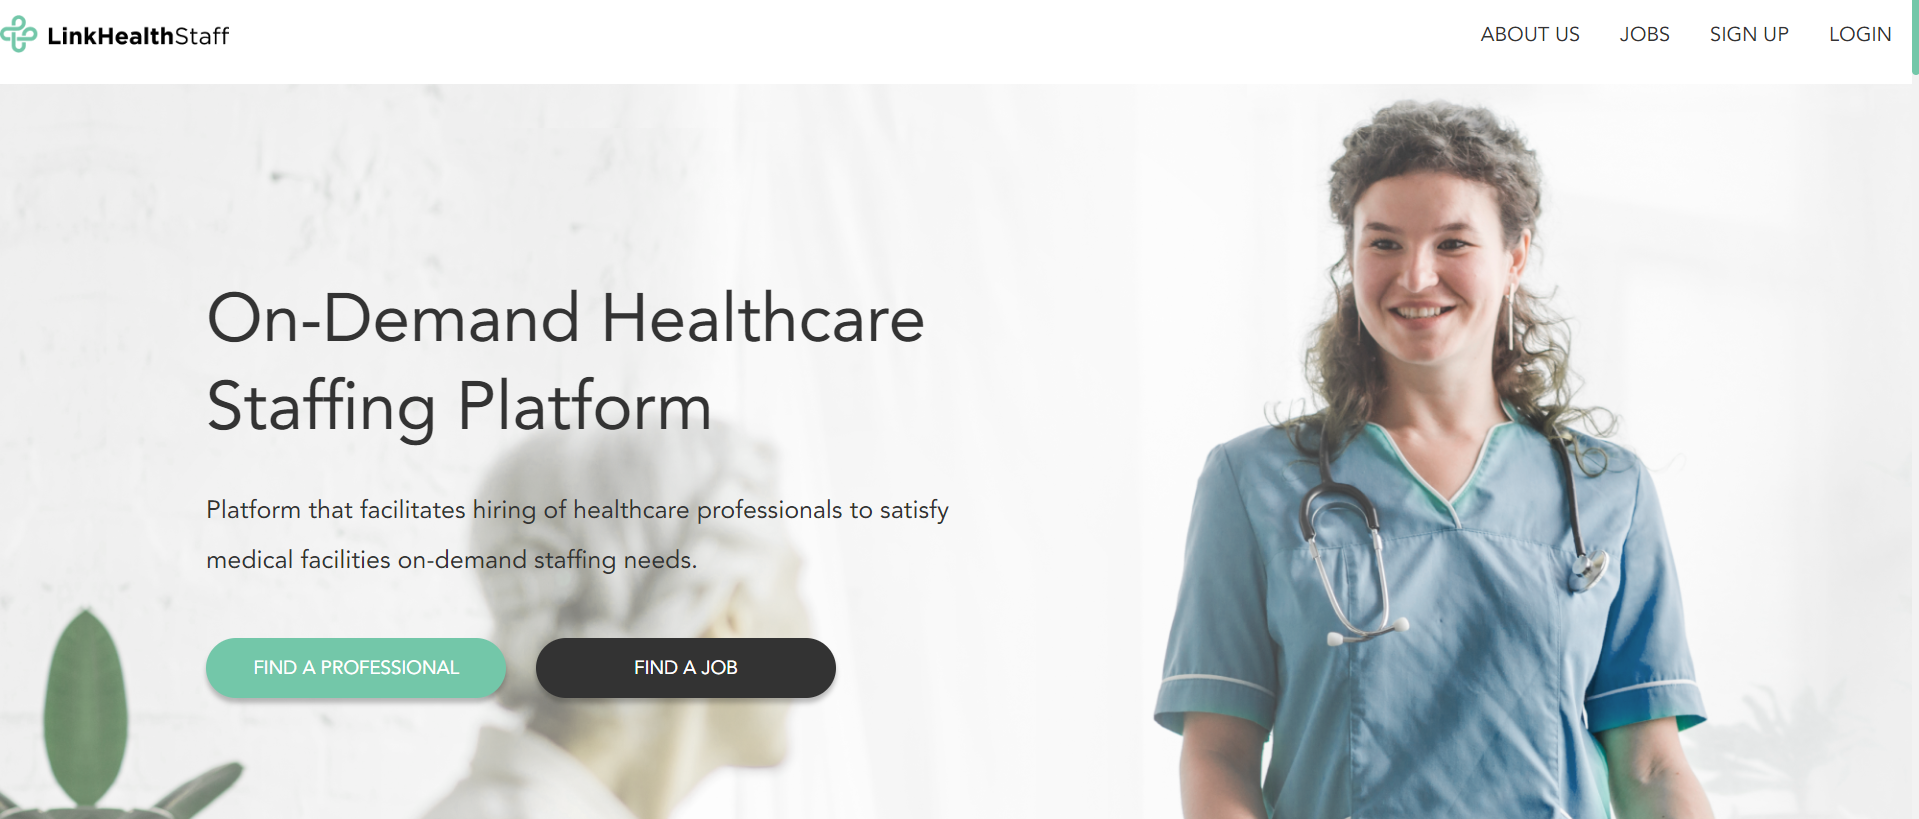 LinkHealthStaff
ABOUT US
JOBS
SIGN UP
LOGIN
On-Demand Healthcare
Staffing Platform
Platform that facilitates hiring of healthcare professionals to satisfy
medical facilities on-demand staffing needs.
FIND A PROFESSIONAL
FIND A JOB